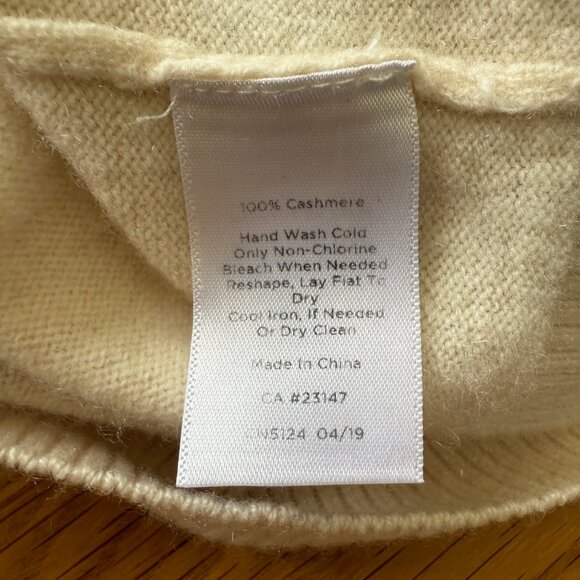 100% Cashmere
Hand Wash Cold
Only Non-Chlorine
Bleach When Needed
Reshape, Lay Flat To
Dry
Cool Iron, If Needed
Or Dry Clean
Made In China
CA #23147
CN5124 04/19